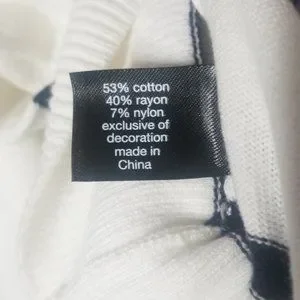 53% cotton
40% rayon
7% nylon
exclusive of
decoration
made in
China